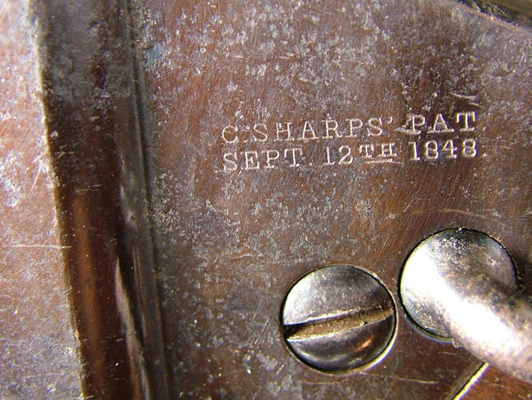 C. SHARPS' PAT.
SEPT. 12TH 1848.